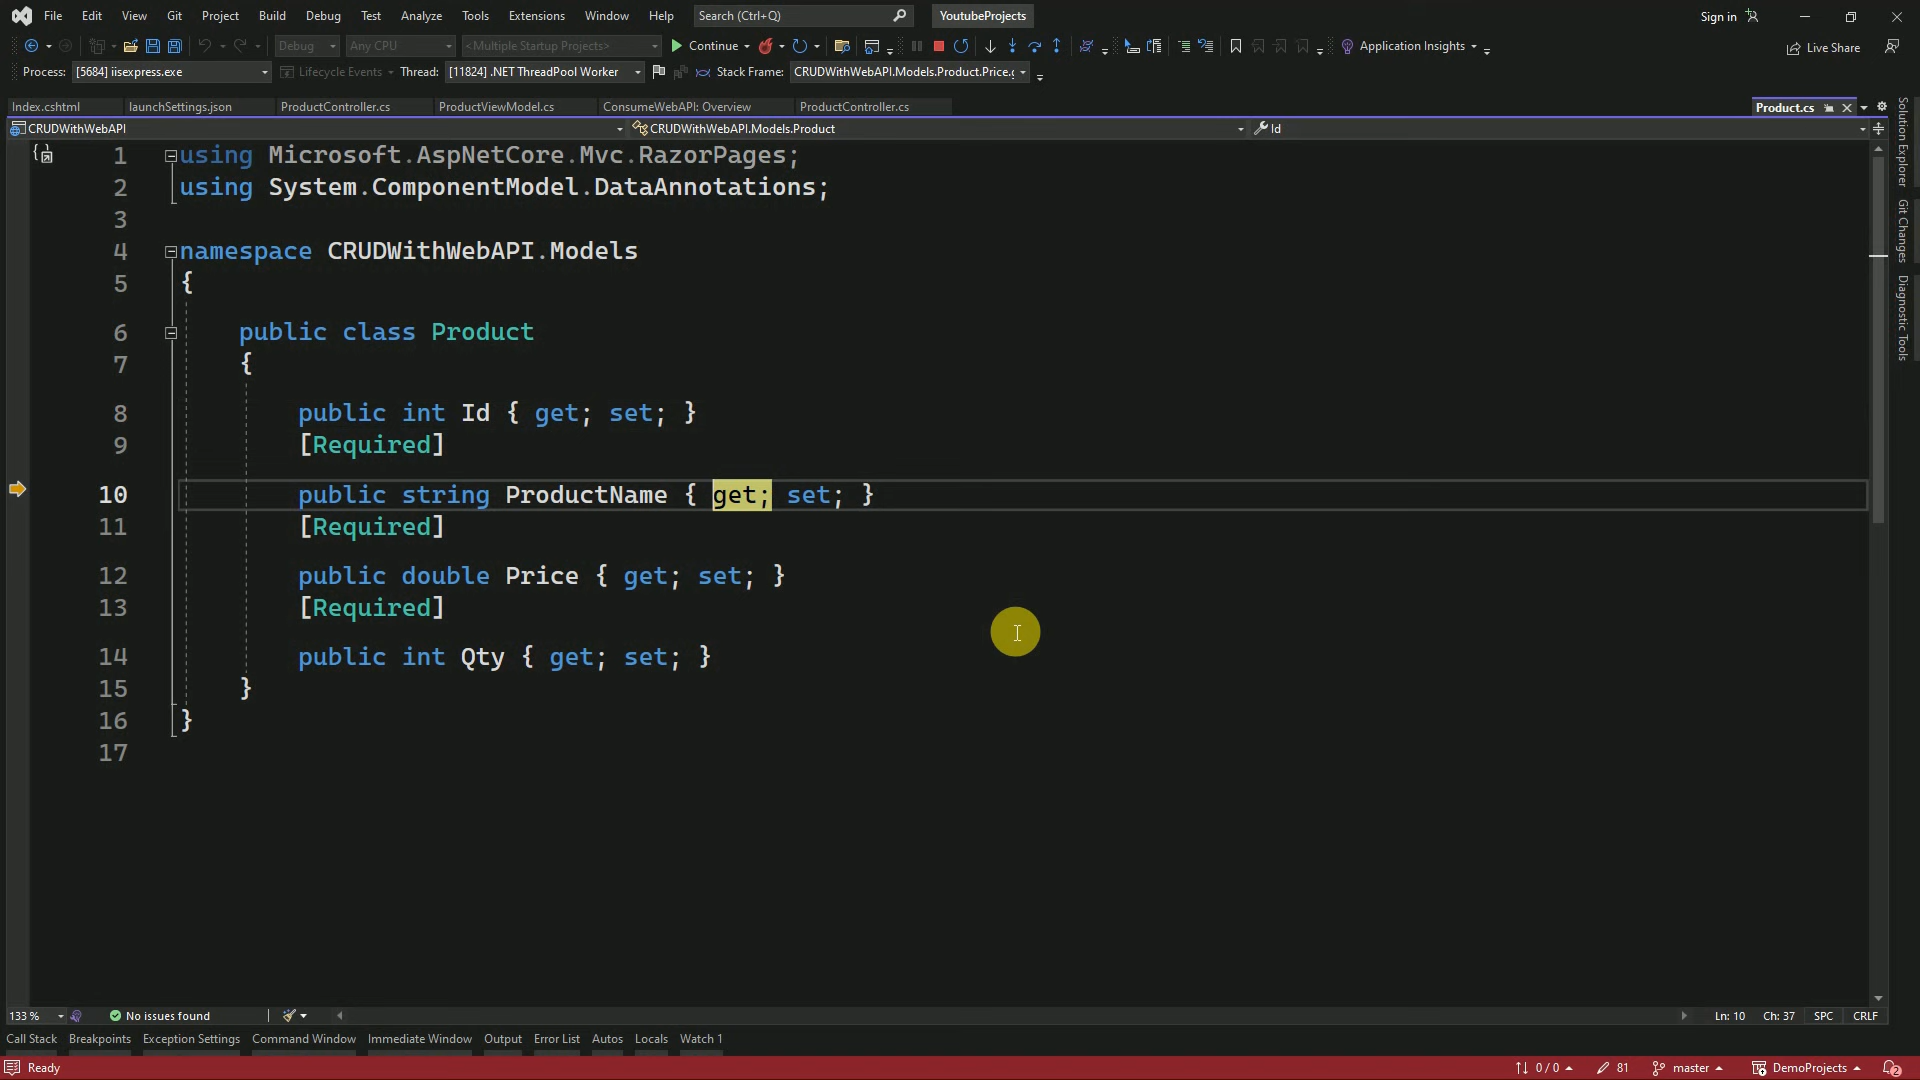 File Edit View Git Project Build Debug Test Analyze Tools Extensions Window Help Search (Ctrl+Q) YoutubeProjects Sign in
Debug Any CPU <Multiple Startup Projects> Continue Application Insights Live Share
Process: [5684] iisexpress.exe Lifecycle Events Thread: [11824] .NET ThreadPool Worker Stack Frame: CRUDWithWebAPI.Models.Product.Price.g
Index.cshtml launchSettings.json ProductController.cs ProductViewModel.cs ConsumeWebAPI: Overview ProductController.cs Product.cs
CRUDWithWebAPI CRUDWithWebAPI.Models.Product Id
1 using Microsoft.AspNetCore.Mvc.RazorPages;
2 using System.ComponentModel.DataAnnotations;
3
4 namespace CRUDWithWebAPI.Models
5 {
6 public class Product
7 {
8 public int Id { get; set; }
9 [Required]
10 public string ProductName { get; set; }
11 [Required]
12 public double Price { get; set; }
13 [Required]
14 public int Qty { get; set; }
15 }
16 }
17
Solution Explorer
Git Changes
Diagnostic Tools
133 % No issues found Ln: 10 Ch: 37 SPC CRLF
Call Stack Breakpoints Exception Settings Command Window Immediate Window Output Error List Autos Locals Watch 1
Ready 0 / 0 81 master DemoProjects 2